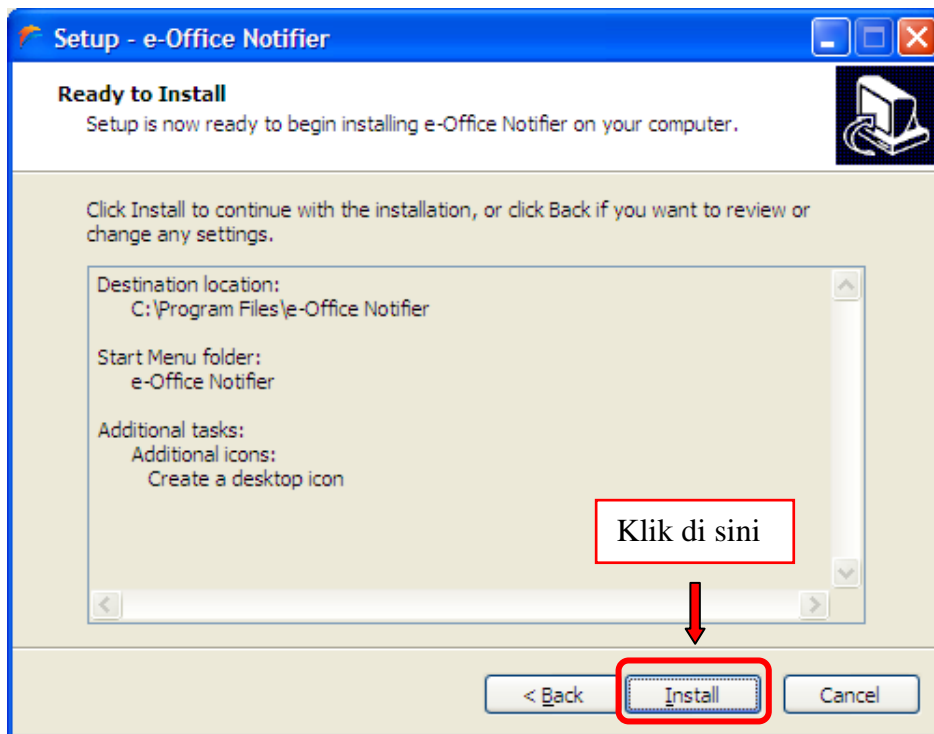 Setup - e-Office Notifier
Ready to Install
Setup is now ready to begin installing e-Office Notifier on your computer.
Click Install to continue with the installation, or click Back if you want to review or
change any settings.
Destination location:
C:\Program Files\e-Office Notifier
Start Menu folder:
e-Office Notifier
Additional tasks:
Additional icons:
Create a desktop icon
Klik di sini
< Back
Install
Cancel